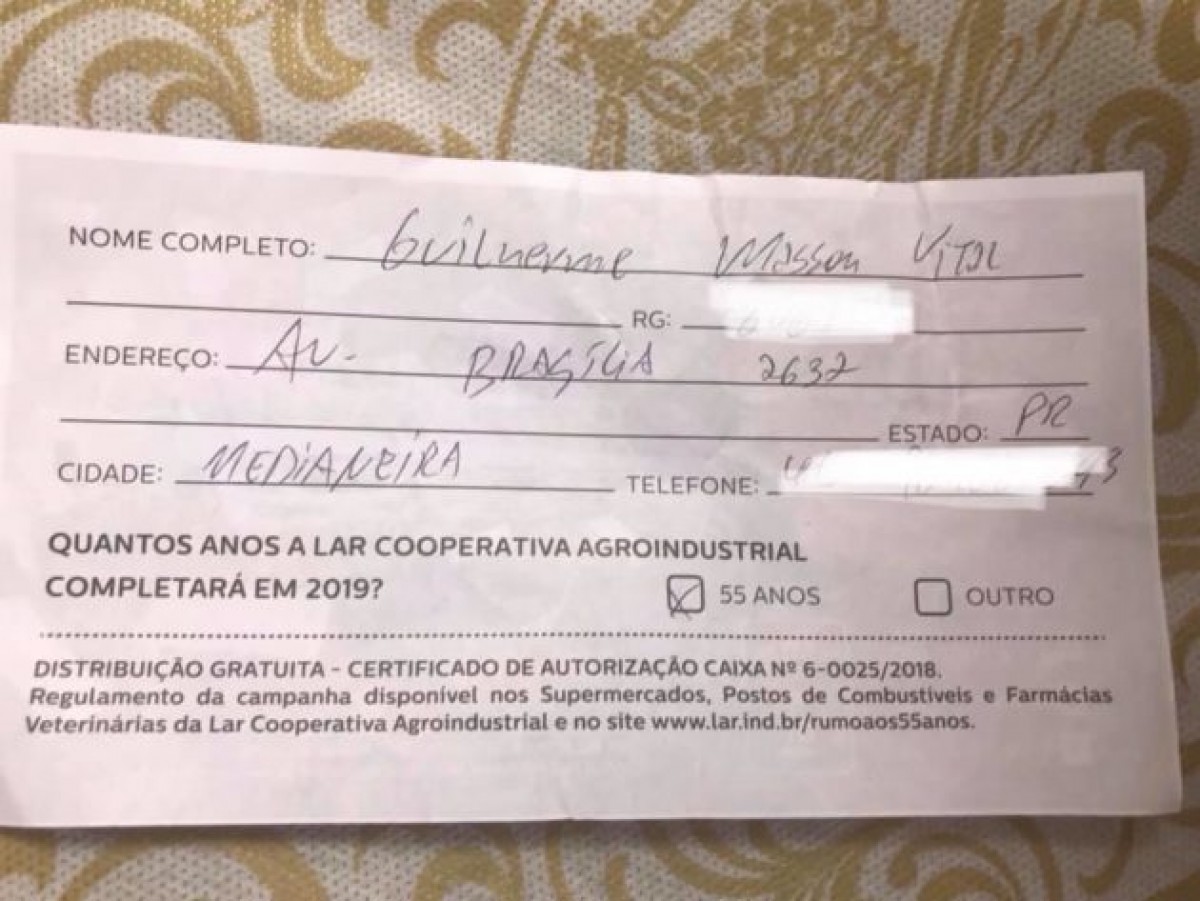 NOME COMPLETO: Guilherme Masson Vital
RG:
ENDEREÇO: AV. BRASÍLIA 2632
ESTADO: PR
CIDADE: MEDIANEIRA TELEFONE:
QUANTOS ANOS A LAR COOPERATIVA AGROINDUSTRIAL
COMPLETARÁ EM 2019? 55 ANOS OUTRO
DISTRIBUIÇÃO GRATUITA - CERTIFICADO DE AUTORIZAÇÃO CAIXA Nº 6-0025/2018.
Regulamento da campanha disponível nos Supermercados, Postos de Combustíveis e Farmácias
Veterinárias da Lar Cooperativa Agroindustrial e no site www.lar.ind.br/rumoaos55anos.